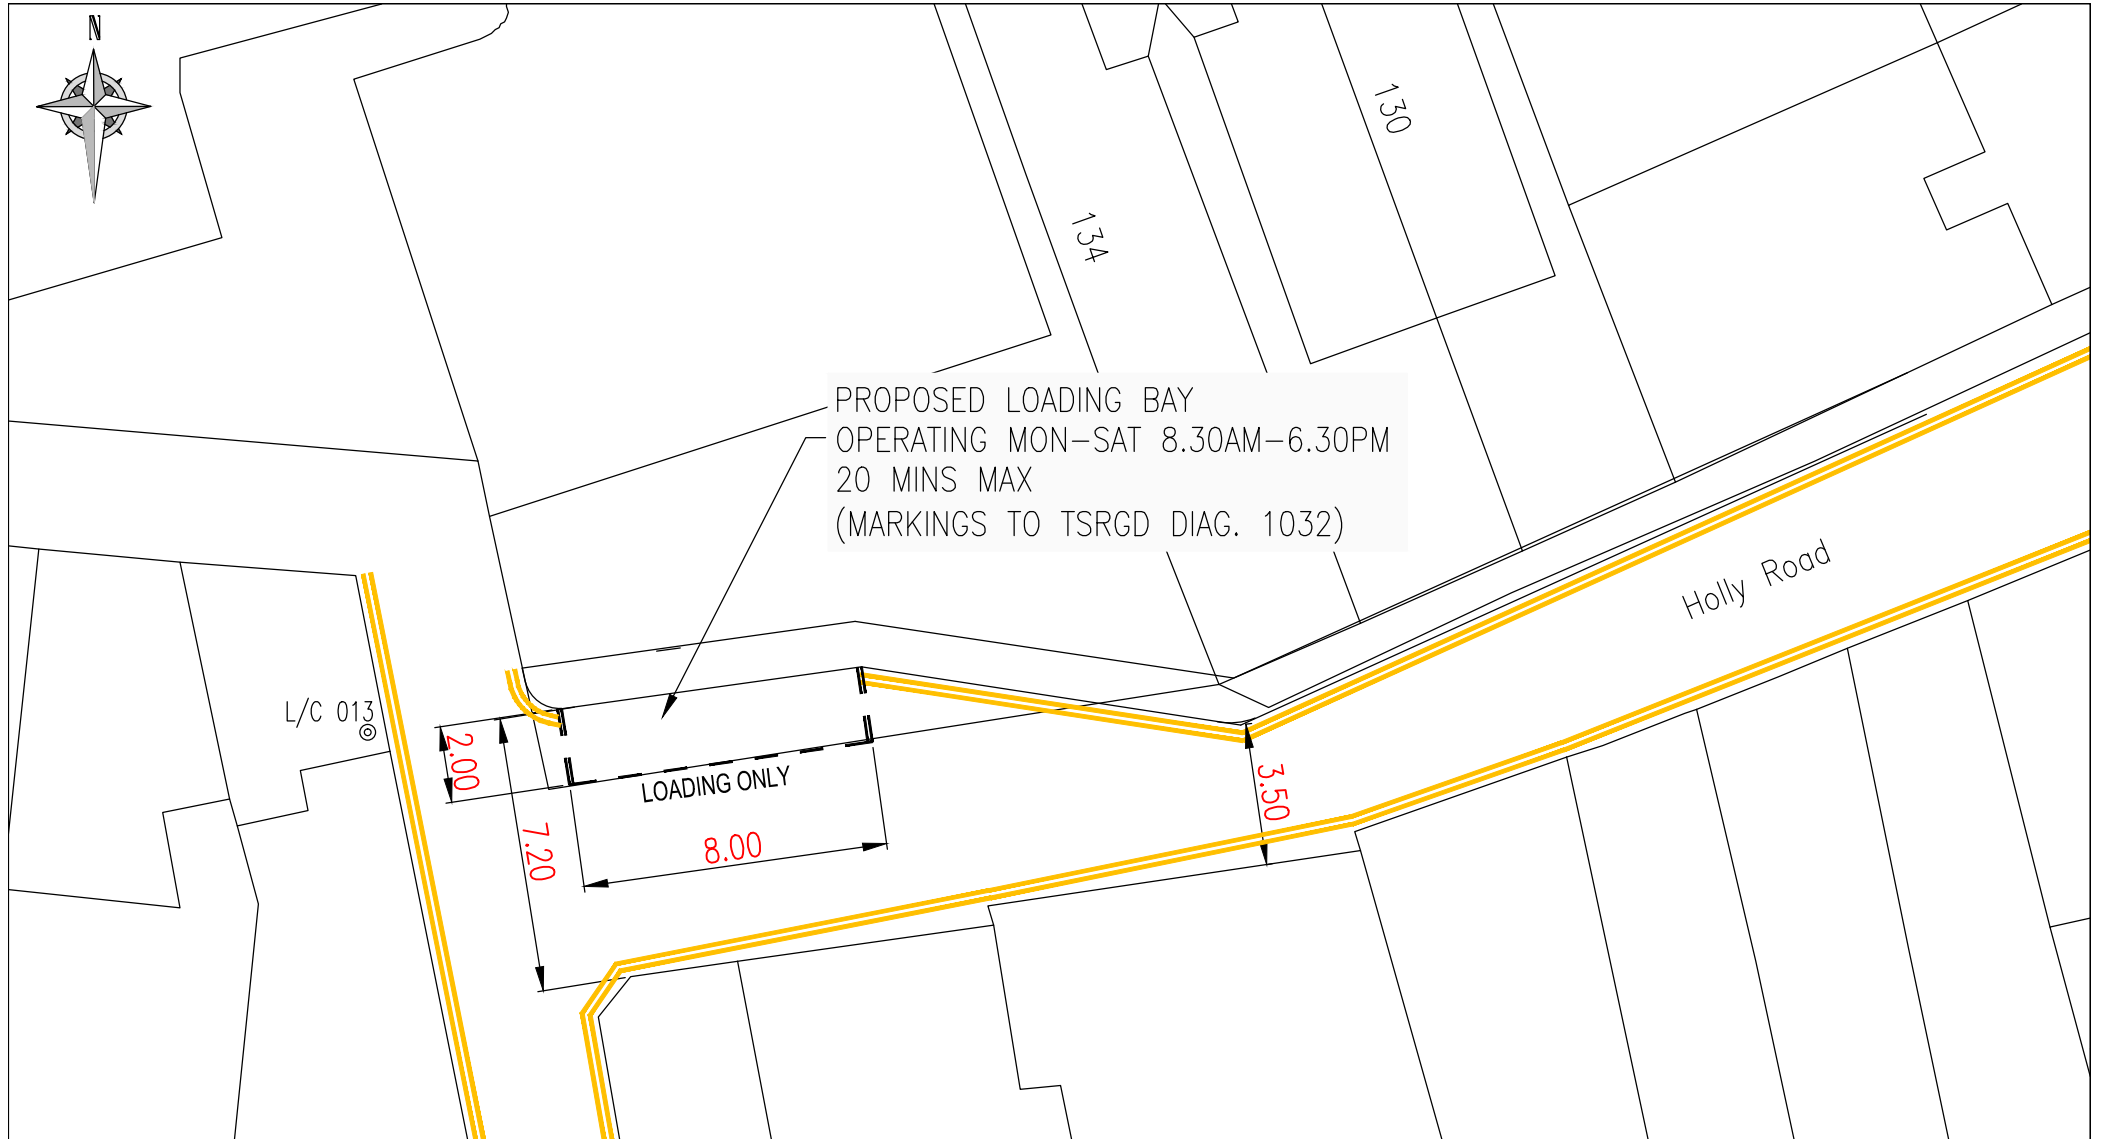 N
130
134
PROPOSED LOADING BAY
OPERATING MON-SAT 8.30AM-6.30PM
20 MINS MAX
(MARKINGS TO TSRGD DIAG. 1032)
Holly Road
L/C 013
2.00
LOADING ONLY
3.50
7.20
8.00